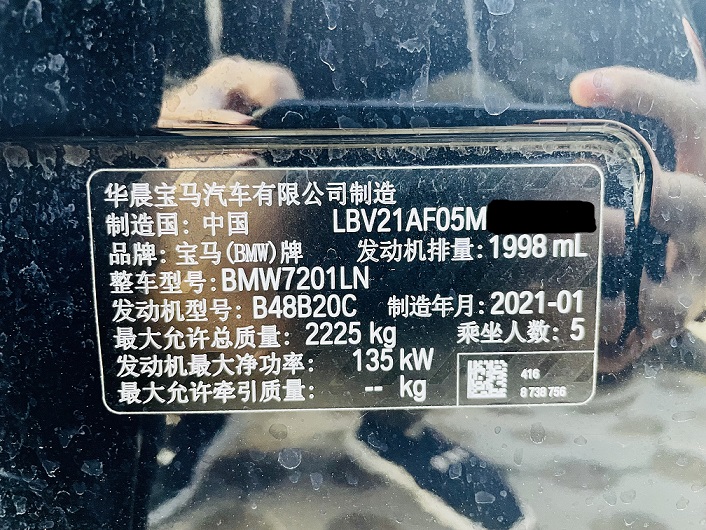 华晨宝马汽车有限公司制造
制造国: 中国 LBV21AF05M
品牌: 宝马(BMW)牌 发动机排量: 1998 mL
整车型号: BMW7201LN
发动机型号: B48B20C 制造年月: 2021-01
最大允许总质量: 2225 kg 乘坐人数: 5
发动机最大净功率: 135 kW
最大允许牵引质量: -- kg
416
8 738 756